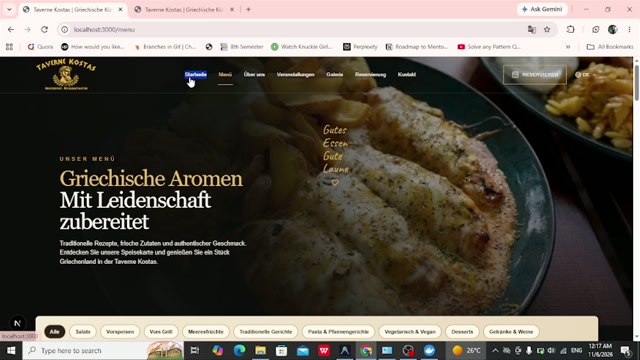 Taverne Kostas | Griechische Kü
Taverne Kostas | Griechische Kü
Ask Gemini
localhost:3000/menu
Quora
How would you like...
Branches in Git | Ch...
8th Semester
Watch Knuckle Girl...
Perplexity
Roadmap to Mento...
Solve any Pattern Q...
All Bookmarks
TAVERNE KOSTAS
Startseite
Menü
Über uns
Veranstaltungen
Galerie
Reservierung
Kontakt
RESERVIEREN
DE
Gutes
Essen
Gute
Laune
UNSER MENÜ
Griechische Aromen
Mit Leidenschaft
zubereitet
Traditionelle Rezepte, frische Zutaten und authentischer Geschmack.
Entdecken Sie unsere Speisekarte und genießen Sie ein Stück
Griechenland in der Taverne Kostas.
N
Alle
Salate
Vorspeisen
Vom Grill
Meeresfrüchte
Traditionelle Gerichte
Pasta & Pfannengerichte
Vegetarisch & Vegan
Desserts
Getränke & Weine
localhost:3000
Type here to search
26°C
ENG
12:17 AM
11/6/2026